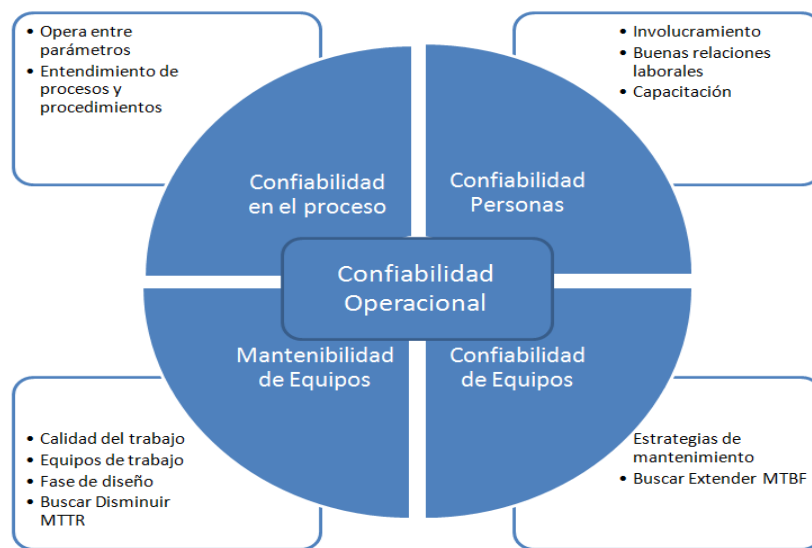 • Opera entre
parámetros
• Entendimiento de
procesos y
procedimientos
• Involucramiento
• Buenas relaciones
laborales
• Capacitación
Confiabilidad
en el proceso
Confiabilidad
Personas
Confiabilidad
Operacional
Mantenibilidad
de Equipos
Confiabilidad
de Equipos
• Calidad del trabajo
• Equipos de trabajo
• Fase de diseño
• Buscar Disminuir
MTTR
Estrategias de
mantenimiento
• Buscar Extender MTBF